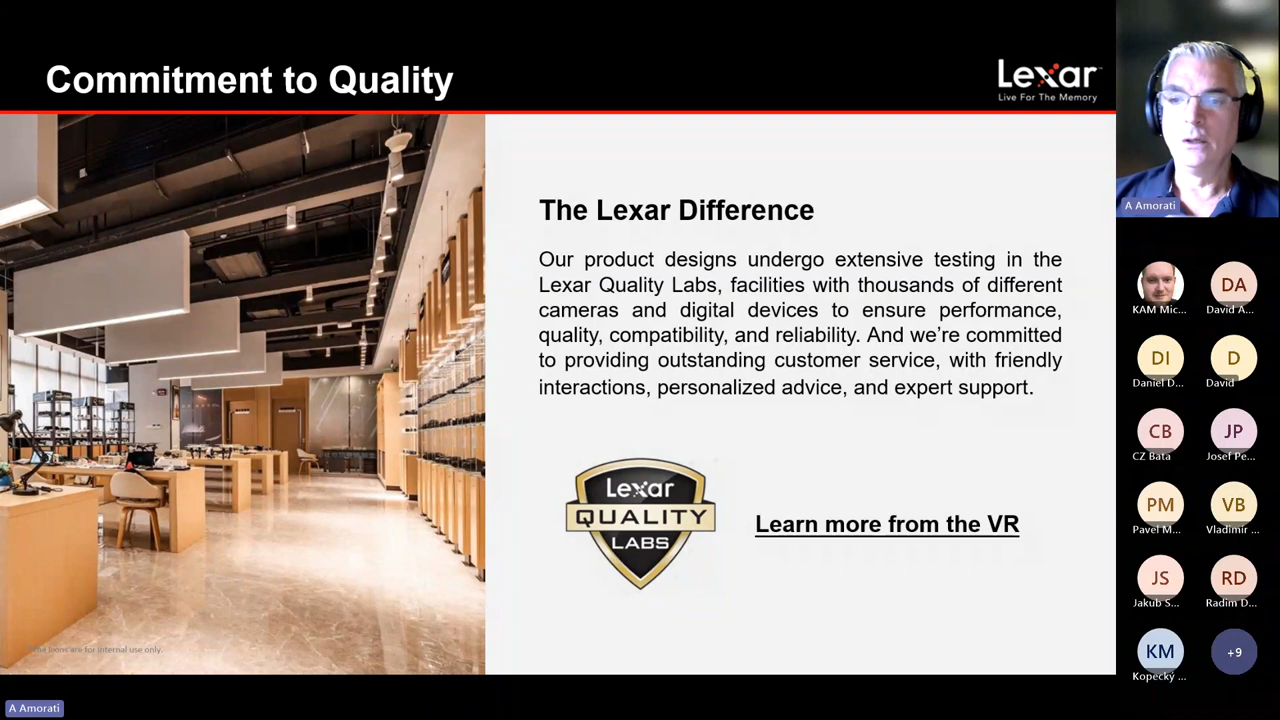 Commitment to Quality
Lexar
Live For The Memory
The Lexar Difference
Our product designs undergo extensive testing in the
Lexar Quality Labs, facilities with thousands of different
cameras and digital devices to ensure performance,
quality, compatibility, and reliability. And we're committed
to providing outstanding customer service, with friendly
interactions, personalized advice, and expert support.
Lexar
QUALITY
LABS
Learn more from the VR
icons are for internal use only.
A Amorati
KAM Mic...
DA
David A...
DI
Daniel D...
D
David
CB
CZ Bata
JP
Josef Pe...
PM
Pavel M...
VB
Vladimir ...
JS
Jakub S...
RD
Radim D...
KM
Kopecký ...
+9
A Amorati